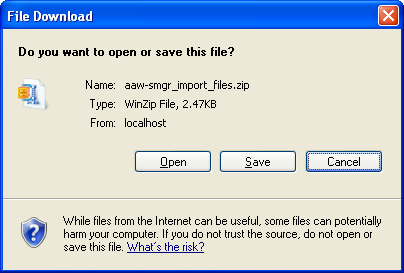 File Download
Do you want to open or save this file?
Name: aaw-smgr_import_files.zip
Type: WinZip File, 2.47KB
From: localhost
Open Save Cancel
While files from the Internet can be useful, some files can potentially
harm your computer. If you do not trust the source, do not open or
save this file. What's the risk?